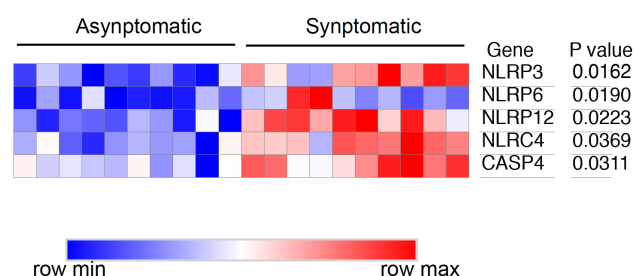 Asymptomatic Synptomatic
Gene P value
NLRP3 0.0162
NLRP6 0.0190
NLRP12 0.0223
NLRC4 0.0369
CASP4 0.0311
row min row max